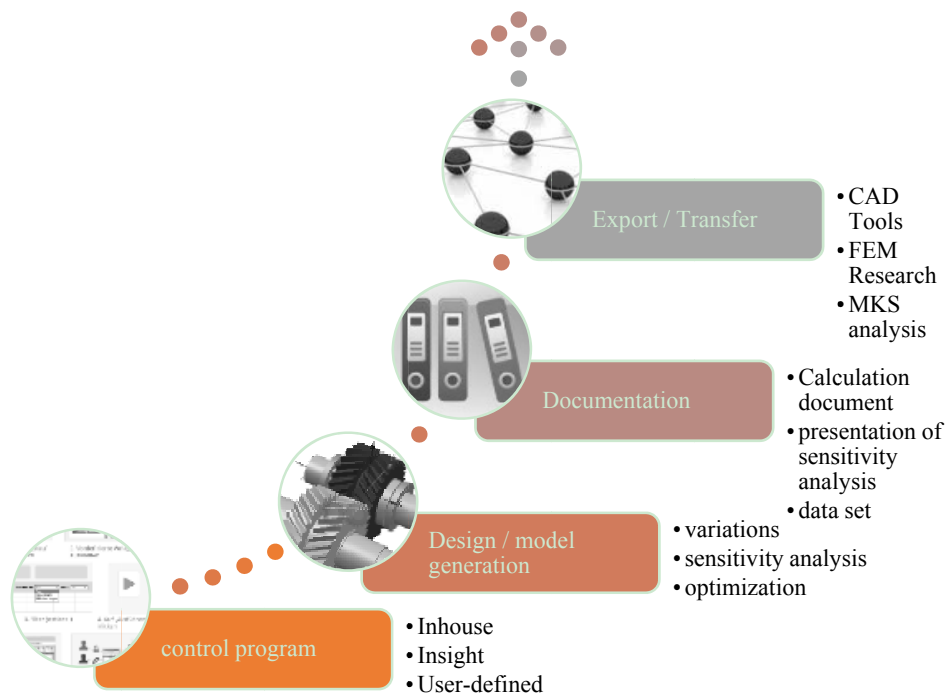 Export / Transfer
• CAD
Tools
• FEM
Research
• MKS
analysis
Documentation
• Calculation
document
• presentation of
sensitivity
analysis
• data set
Design / model
generation
• variations
• sensitivity analysis
• optimization
control program
• Inhouse
• Insight
• User-defined